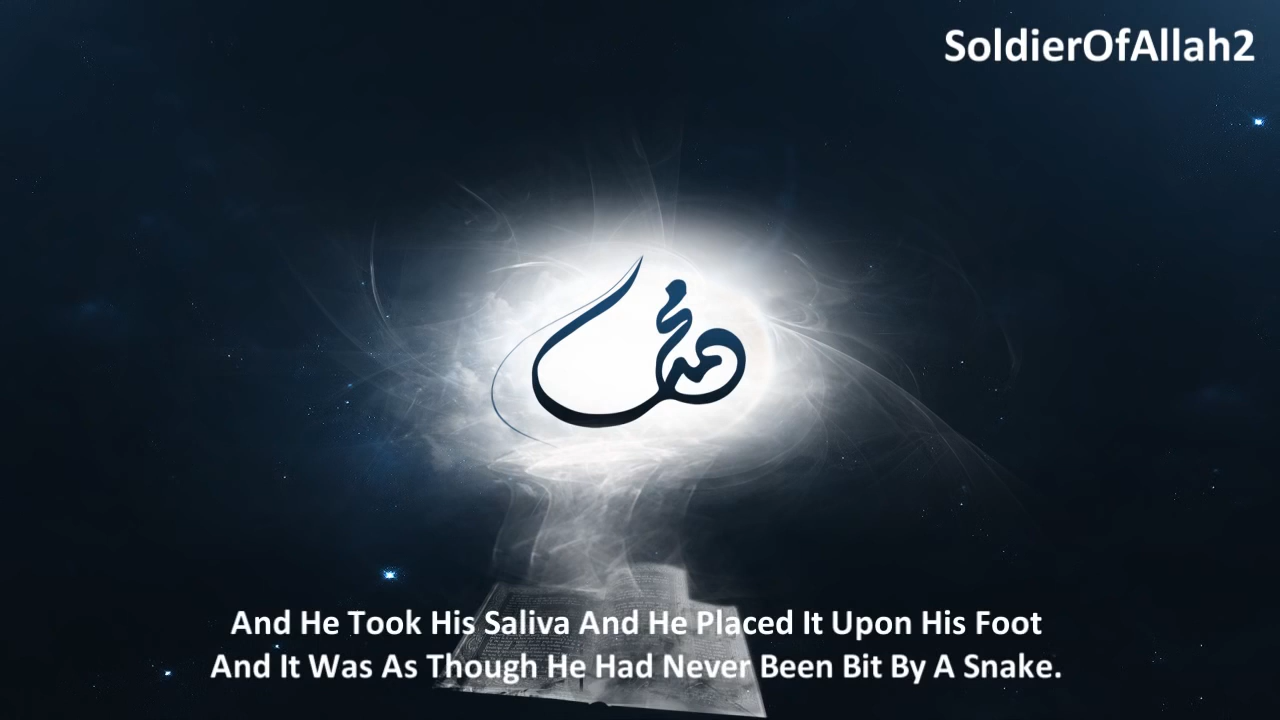 SoldierOfAllah2
محمد
And He Took His Saliva And He Placed It Upon His Foot
And It Was As Though He Had Never Been Bit By A Snake.